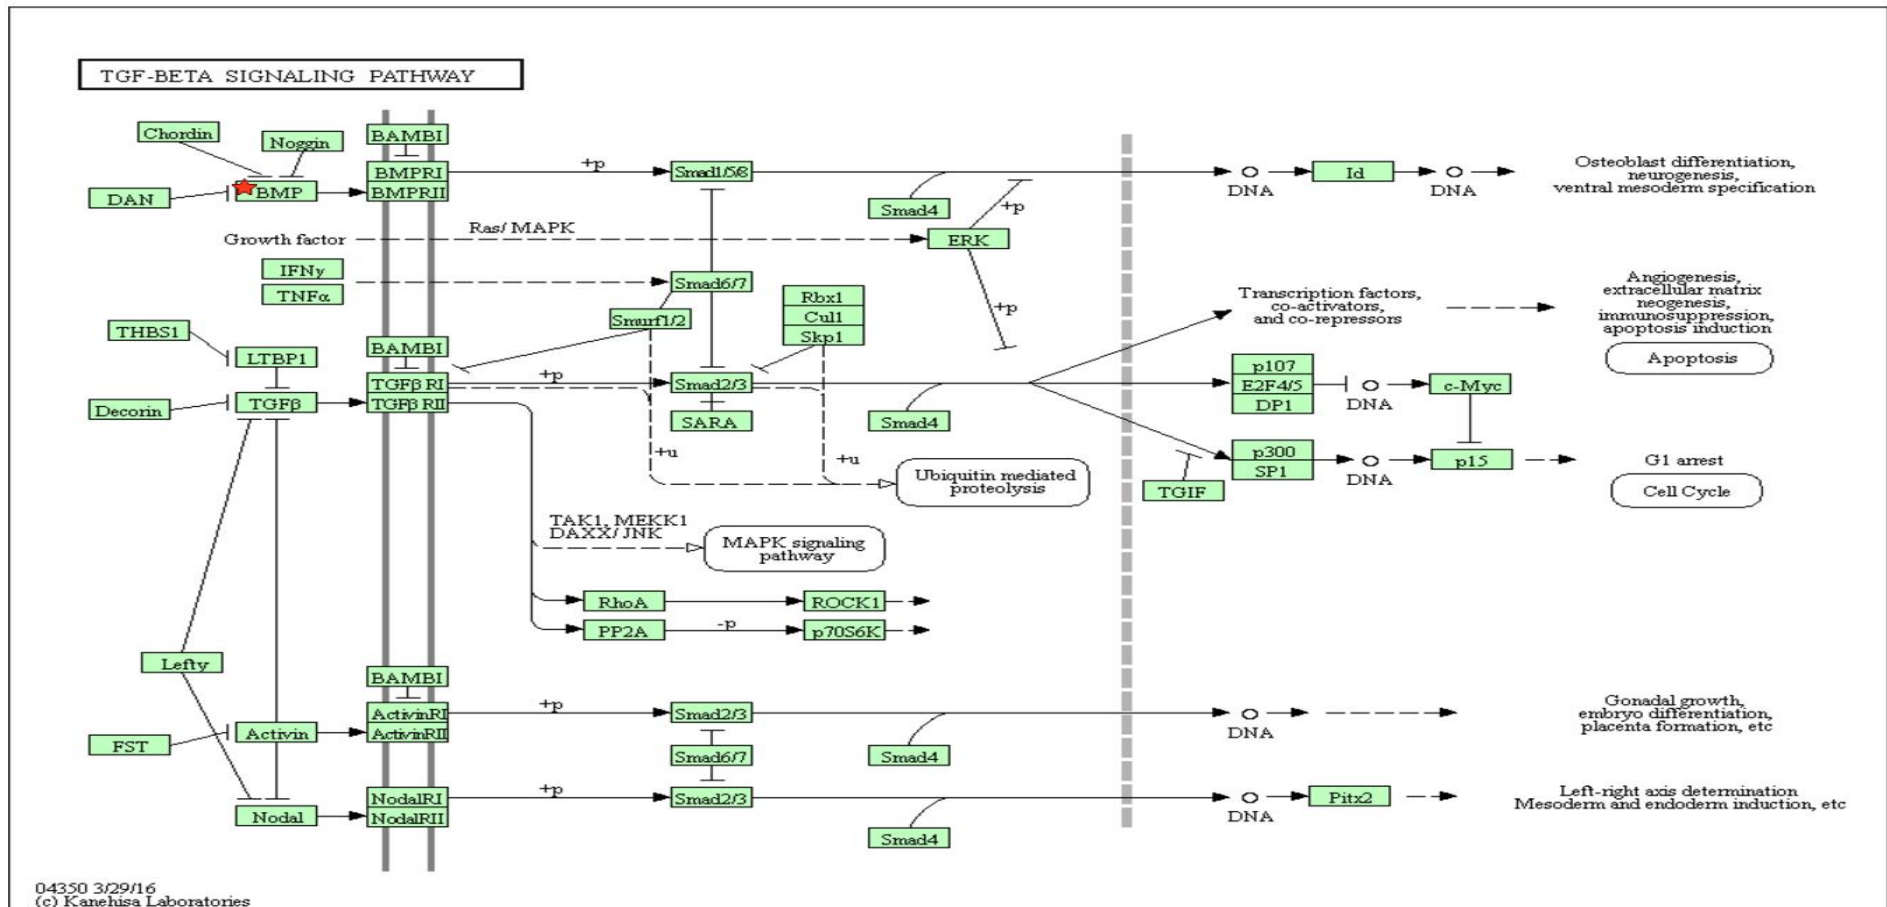 TGF-BETA SIGNALING PATHWAY
Chordin
Noggin
BAMBI
DAN
BMP
BMPRI
BMPRII
+p
Smad1/5/8
Smad4
DNA
Id
DNA
Osteoblast differentiation,
neurogenesis,
ventral mesoderm specification
Growth factor
Ras/ MAPK
ERK
+p
+p
IFNγ
TNFα
Smad6/7
Smurf1/2
Rbx1
Cul1
Skp1
Transcription factors,
co-activators,
and co-repressors
Angiogenesis,
extracellular matrix
neogenesis,
immunosuppression,
apoptosis induction
Apoptosis
THBS1
LTBP1
BAMBI
Decorin
TGFβ
TGFβ RI
TGFβ RII
+p
Smad2/3
SARA
Smad4
p107
E2F4/5
DP1
DNA
c-Myc
+u
+u
Ubiquitin mediated
proteolysis
TGIF
p300
SP1
DNA
p15
G1 arrest
Cell Cycle
TAK1, MEKK1
DAXX/ JNK
MAPK signaling
pathway
RhoA
ROCK1
PP2A
-p
p70S6K
Lefty
BAMBI
FST
Activin
ActivinRI
ActivinRII
+p
Smad2/3
Smad4
DNA
Gonadal growth,
embryo differentiation,
placenta formation, etc
Smad6/7
Nodal
NodalRI
NodalRII
+p
Smad2/3
Smad4
DNA
Pitx2
Left-right axis determination
Mesoderm and endoderm induction, etc
04350 3/29/16
(c) Kanehisa Laboratories